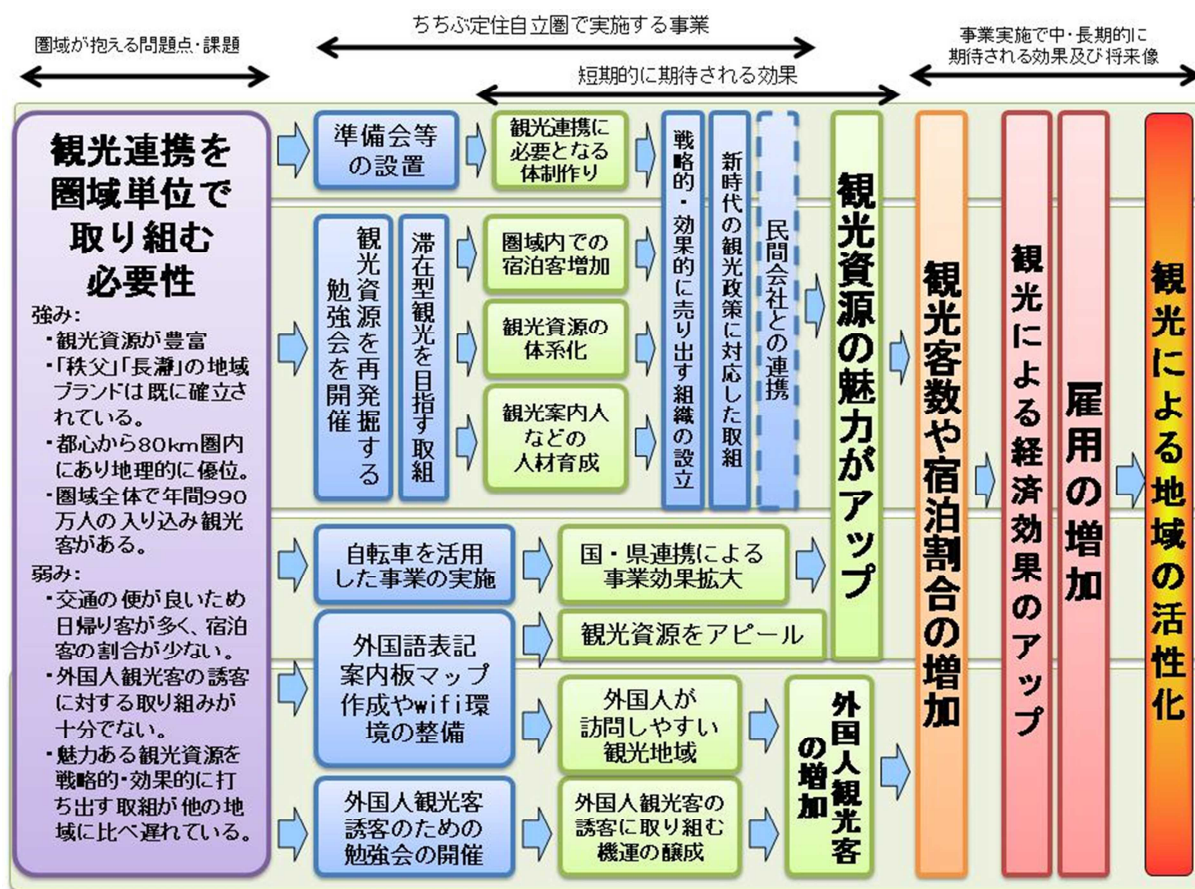 圏域が抱える問題点・課題
ちちぶ定住自立圏で実施する事業
短期的に期待される効果
事業実施で中・長期的に
期待される効果及び将来像
観光連携を
圏域単位で
取り組む
必要性
強み:
・観光資源が豊富
・「秩父」「長瀞」の地域
ブランドは既に確立さ
れている。
・都心から80km圏内
にあり地理的に優位。
・圏域全体で年間990
万人の入り込み観光
客がある。
弱み:
・交通の便が良いため
日帰り客が多く、宿泊
客の割合が少ない。
・外国人観光客の誘客
に対する取り組みが
十分でない。
・魅力ある観光資源を
戦略的・効果的に打
ち出す取組が他の地
域に比べ遅れている。
準備会等
の設置
観光連携に
必要となる
体制作り
観光資源を再発掘する
勉強会を開催
滞在型観光を目指す取組
圏域内での
宿泊客増加
観光資源の
体系化
観光案内人
などの
人材育成
戦略的・効果的に売り出す組織の設立
新時代の観光政策に対応した取組
民間会社との連携
自転車を活用
した事業の実施
国・県連携による
事業効果拡大
外国語表記
案内板マップ
作成やwifi環
境の整備
観光資源をアピール
外国人が
訪問しやすい
観光地域
外国人観光客
誘客のための
勉強会の開催
外国人観光客の
誘客に取り組む
機運の醸成
観光資源の魅力がアップ
外国人観光客
の増加
観光客数や宿泊割合の増加
観光による経済効果のアップ
雇用の増加
観光による地域の活性化